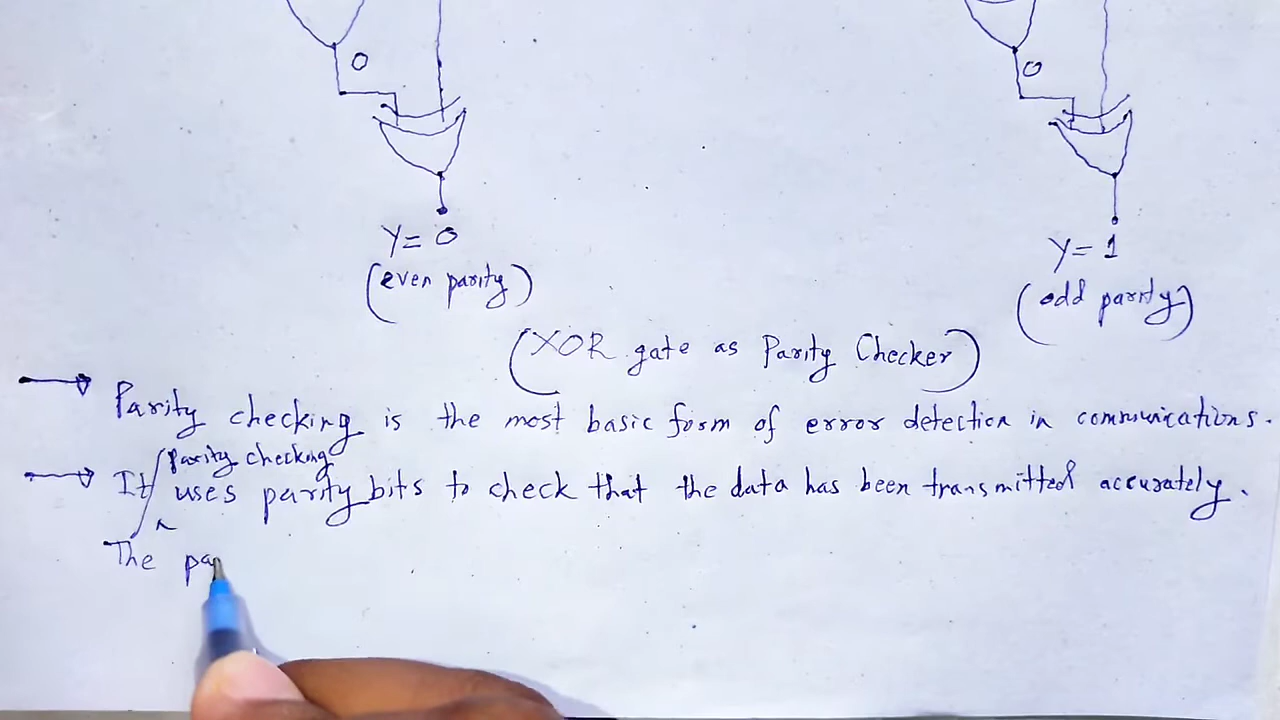 0
0
Y= 0
Y= 1
(even parity)
(odd parity)
(XOR gate as Parity Checker)
Parity checking is the most basic form of error detection in communications.
Parity checking
It uses parity bits to check that the data has been transmitted accurately.
The pa